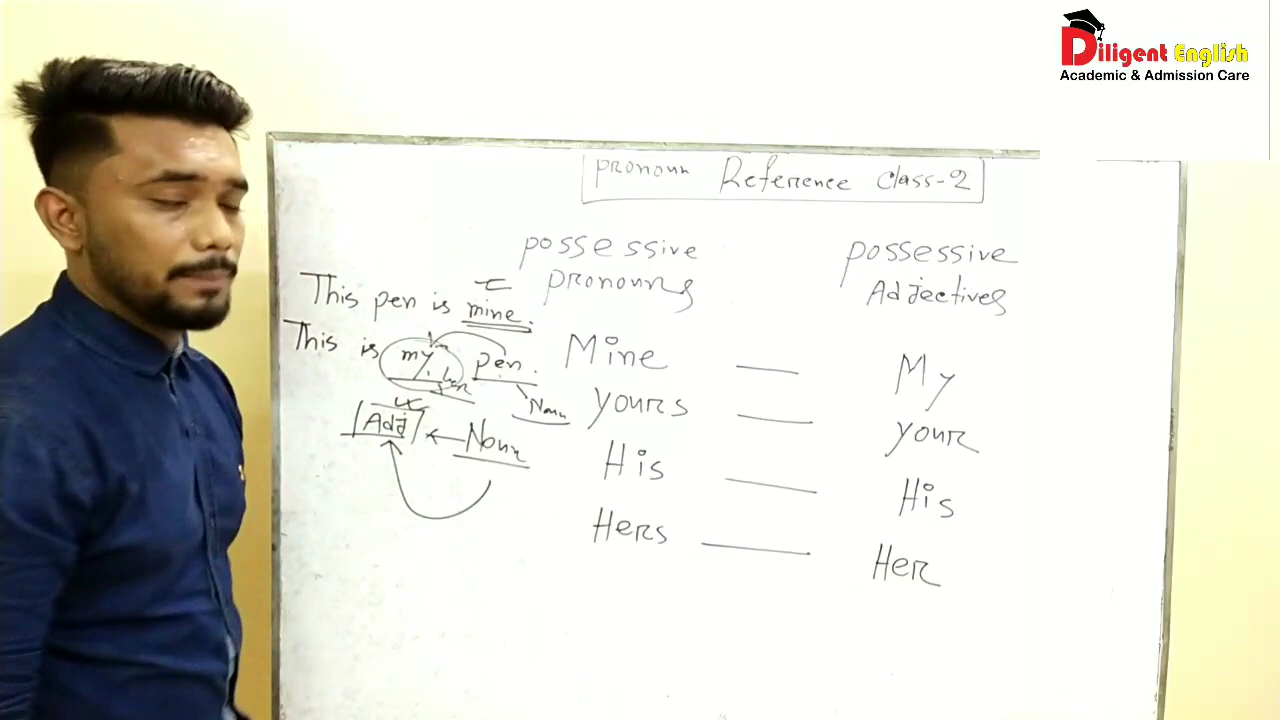 Diligent English
Academic & Admission Care
Pronoun Reference Class-2
possessive pronouns
possessive Adjectives
This pen is mine.
This is my pen.
Noun
Adj ← Noun
Mine — My
yours — your
His — His
Hers — Her